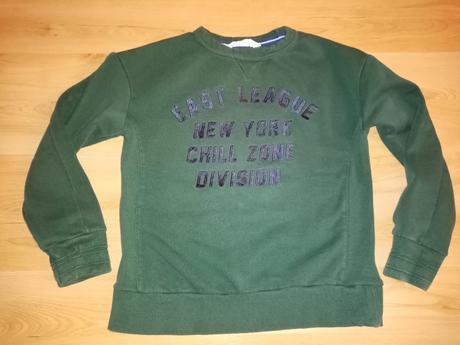 EAST LEAGUE
NEW YORK
CHILL ZONE
DIVISION